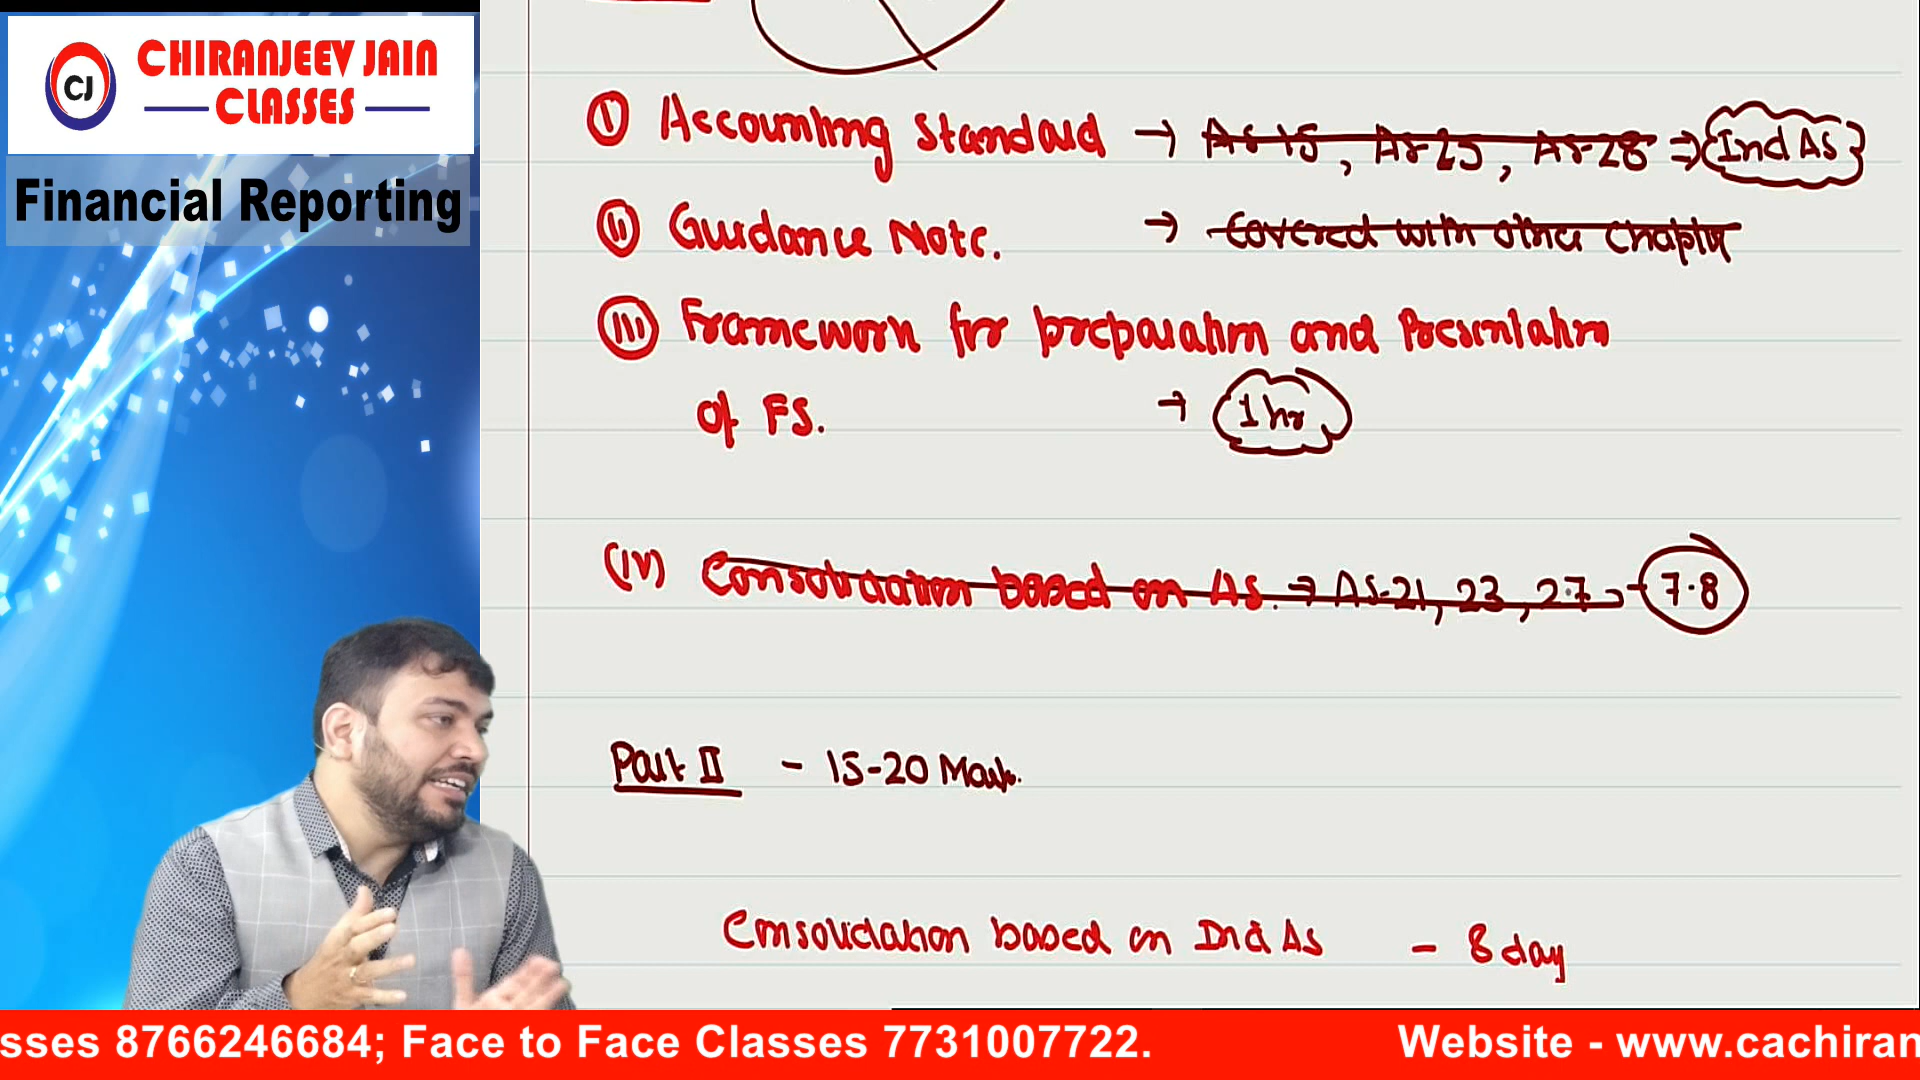 CHIRANJEEV JAIN
CJ
CLASSES
Financial Reporting
(i) Accounting Standard → AS 15, AS-25, AS-28 ⇒ Ind AS
(ii) Guidance Note. → Covered with other Chapter
(iii) Framework for preparation and Presentation
of FS. → 1 hr
(iv) Consolidation based on AS. → AS-21, 23, 27 → 7.8
Part II - 15-20 Mark.
Consolidation based on Ind AS - 8 day
sses 8766246684; Face to Face Classes 7731007722. Website - www.cachiran